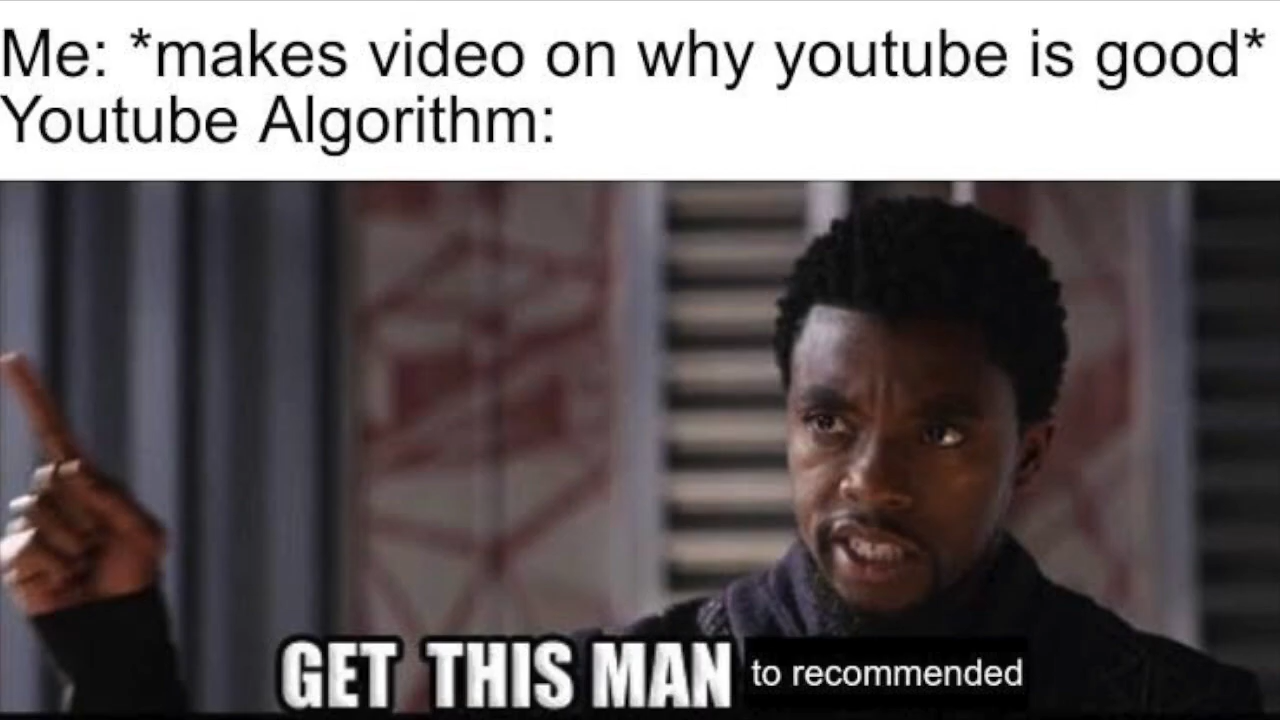 Me: *makes video on why youtube is good*
Youtube Algorithm:
GET THIS MAN to recommended